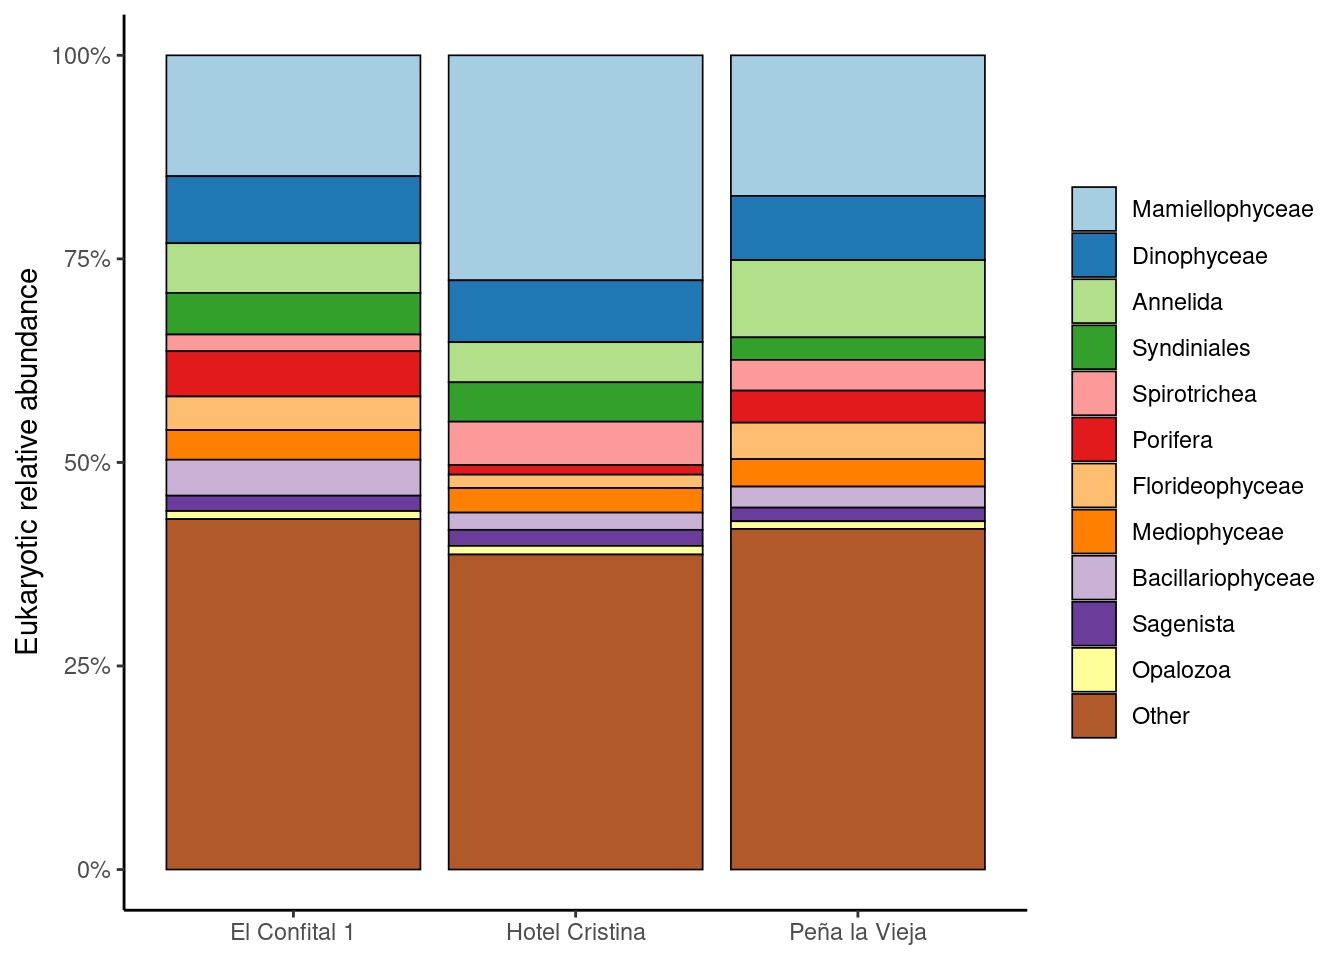 Eukaryotic relative abundance
100%
75%
50%
25%
0%
El Confital 1
Hotel Cristina
Peña la Vieja
Mamiellophyceae
Dinophyceae
Annelida
Syndiniales
Spirotrichea
Porifera
Florideophyceae
Mediophyceae
Bacillariophyceae
Sagenista
Opalozoa
Other